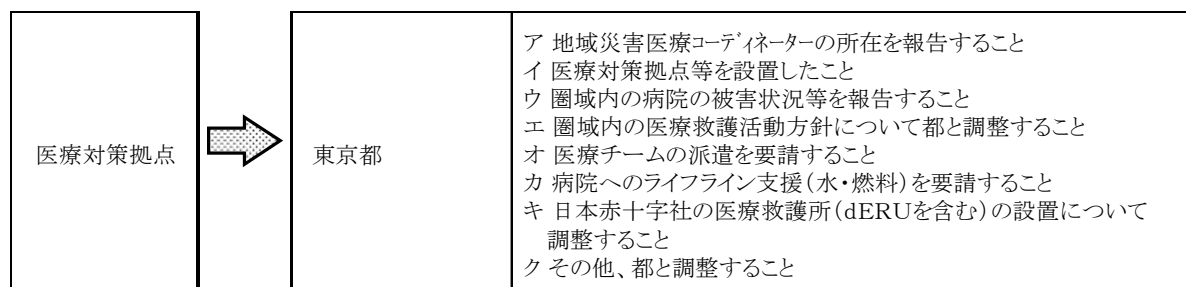 医療対策拠点
東京都
ア 地域災害医療コーディネーターの所在を報告すること
イ 医療対策拠点等を設置したこと
ウ 圏域内の病院の被害状況等を報告すること
エ 圏域内の医療救護活動方針について都と調整すること
オ 医療チームの派遣を要請すること
カ 病院へのライフライン支援(水・燃料)を要請すること
キ 日本赤十字社の医療救護所(dERUを含む)の設置について
調整すること
ク その他、都と調整すること